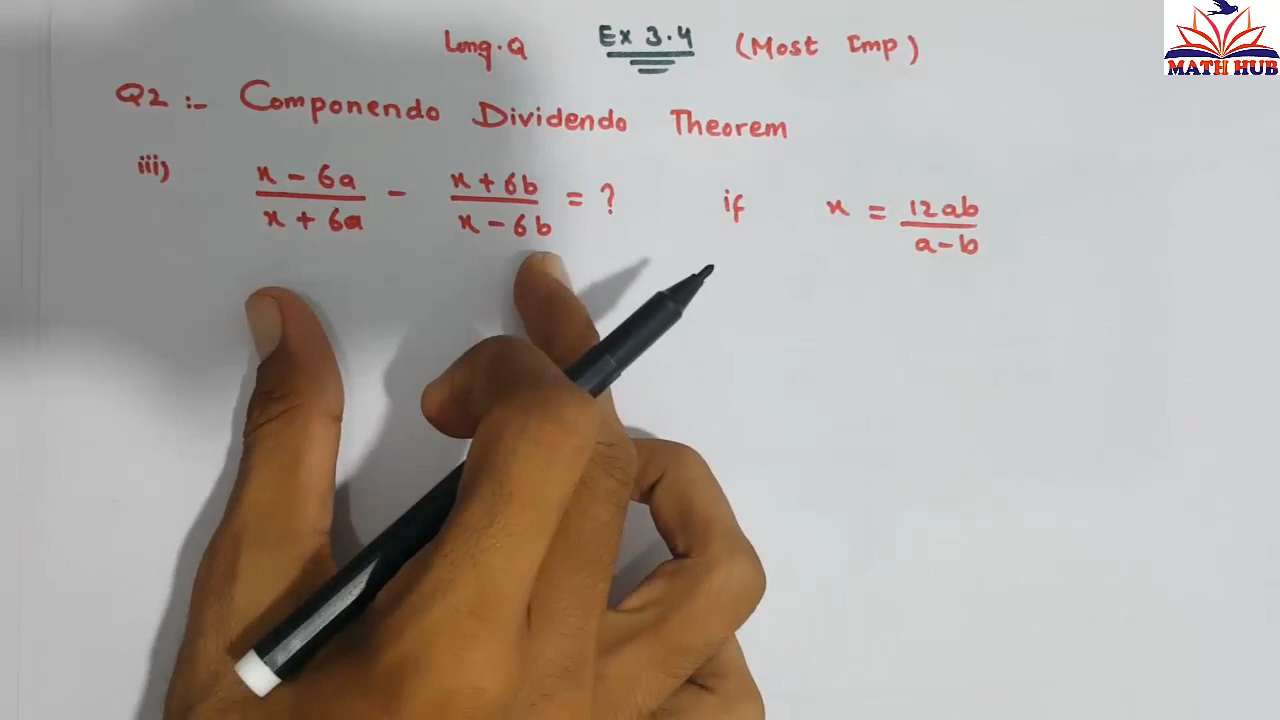 Long.Q Ex 3.4 (Most Imp)
MATH HUB
Q2 :- Componendo Dividendo Theorem
iii) x - 6a / x + 6a - x + 6b / x - 6b = ? if x = 12ab / a - b